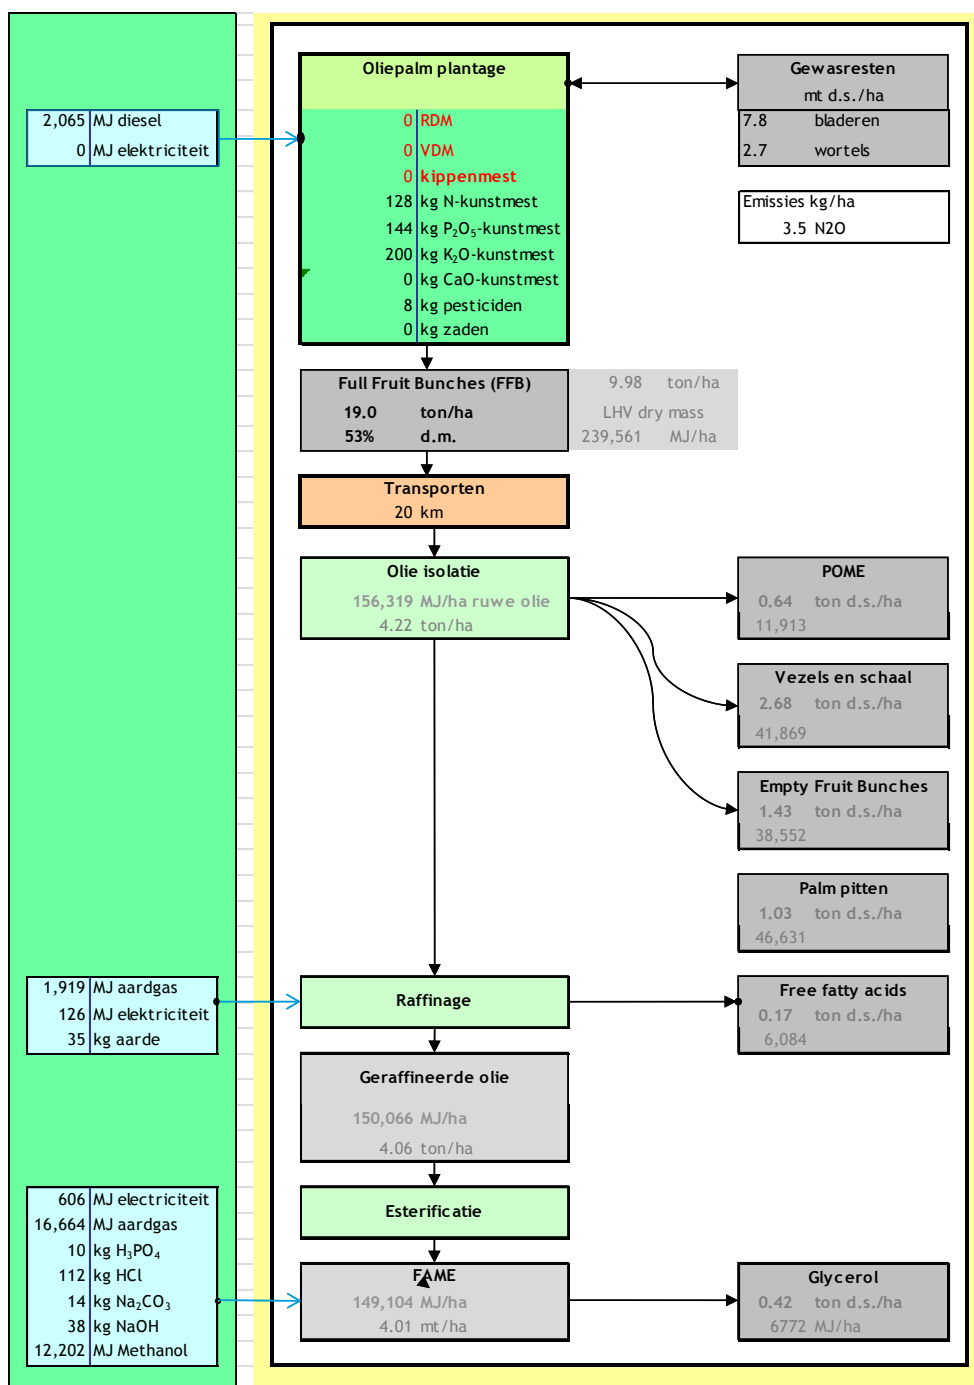 Oliepalm plantage
Gewasresten
mt d.s./ha
2,065 MJ diesel
0 MJ elektriciteit
0 RDM
0 VDM
0 kippenmest
128 kg N-kunstmest
144 kg P₂O₅-kunstmest
200 kg K₂O-kunstmest
0 kg CaO-kunstmest
8 kg pesticiden
0 kg zaden
7.8 bladeren
2.7 wortels
Emissies kg/ha
3.5 N2O
Full Fruit Bunches (FFB)
19.0 ton/ha
53% d.m.
9.98 ton/ha
LHV dry mass
239,561 MJ/ha
Transporten
20 km
Olie isolatie
156,319 MJ/ha ruwe olie
4.22 ton/ha
POME
0.64 ton d.s./ha
11,913
Vezels en schaal
2.68 ton d.s./ha
41,869
Empty Fruit Bunches
1.43 ton d.s./ha
38,552
Palm pitten
1.03 ton d.s./ha
46,631
1,919 MJ aardgas
126 MJ elektriciteit
35 kg aarde
Raffinage
Free fatty acids
0.17 ton d.s./ha
6,084
Geraffineerde olie
150,066 MJ/ha
4.06 ton/ha
Esterificatie
606 MJ electriciteit
16,664 MJ aardgas
10 kg H₃PO₄
112 kg HCl
14 kg Na₂CO₃
38 kg NaOH
12,202 MJ Methanol
FAME
149,104 MJ/ha
4.01 mt/ha
Glycerol
0.42 ton d.s./ha
6772 MJ/ha